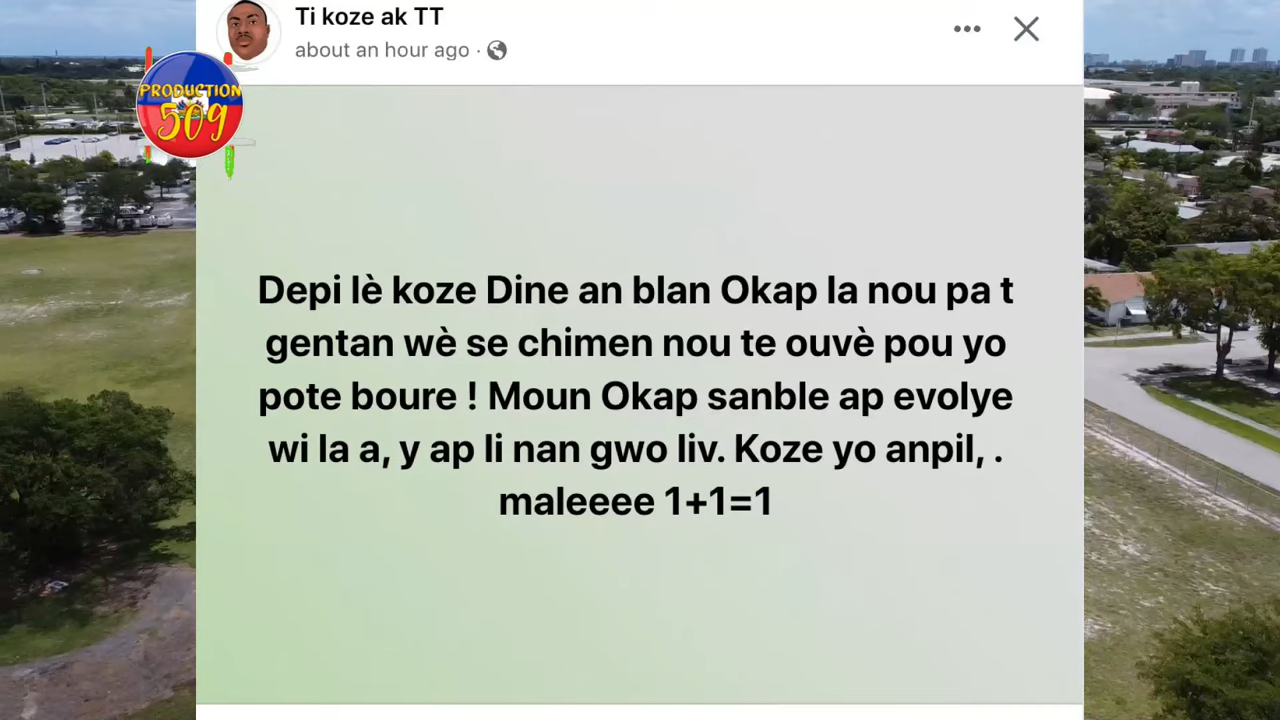 Ti koze ak TT
about an hour ago ·
PRODUCTION
509
Depi lè koze Dine an blan Okap la nou pa t
gentan wè se chimen nou te ouvè pou yo
pote boure ! Moun Okap sanble ap evolye
wi la a, y ap li nan gwo liv. Koze yo anpil, .
maleeee 1+1=1